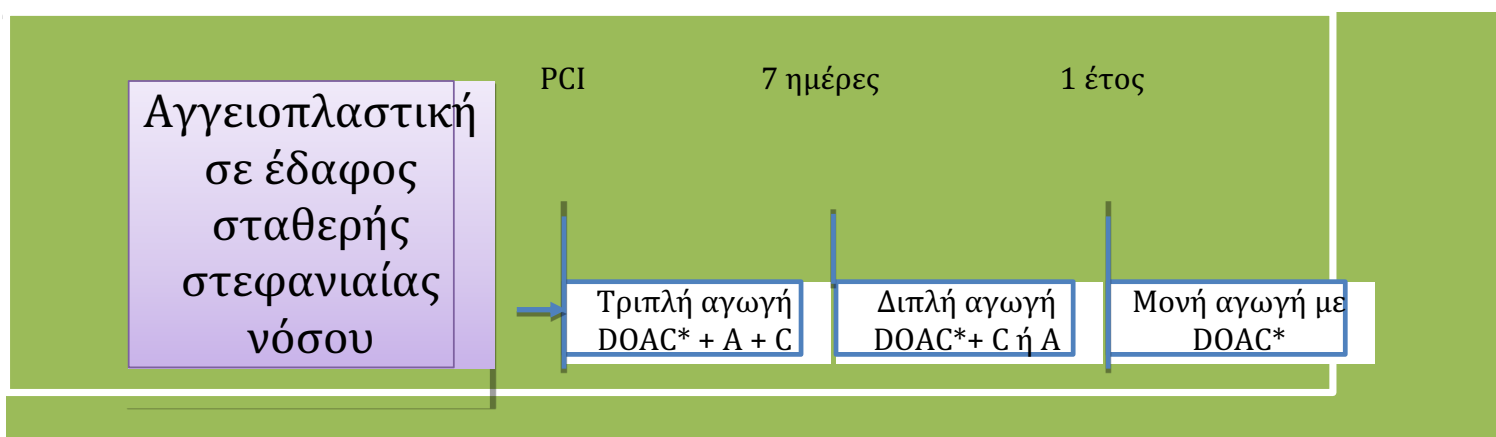 Αγγειοπλαστική
σε έδαφος
σταθερής
στεφανιαίας
νόσου
PCI
7 ημέρες
1 έτος
Τριπλή αγωγή
DOAC* + A + C
Διπλή αγωγή
DOAC*+ C ή A
Μονή αγωγή με
DOAC*